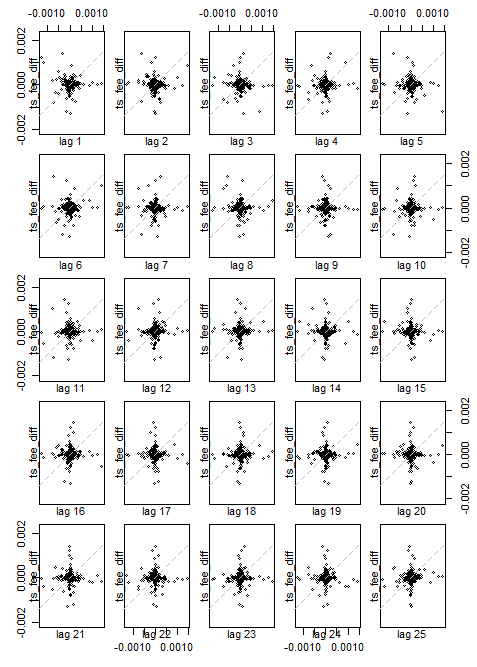 -0.0010 0.0010 -0.0010 0.0010 -0.0010 0.0010
-0.002 0.000 0.002
ts_fee_diff ts_fee_diff ts_fee_diff ts_fee_diff ts_fee_diff
lag 1 lag 2 lag 3 lag 4 lag 5
ts_fee_diff ts_fee_diff ts_fee_diff ts_fee_diff ts_fee_diff
-0.002 0.000 0.002
lag 6 lag 7 lag 8 lag 9 lag 10
-0.002 0.000 0.002
ts_fee_diff ts_fee_diff ts_fee_diff ts_fee_diff ts_fee_diff
lag 11 lag 12 lag 13 lag 14 lag 15
ts_fee_diff ts_fee_diff ts_fee_diff ts_fee_diff ts_fee_diff
-0.002 0.000 0.002
lag 16 lag 17 lag 18 lag 19 lag 20
-0.002 0.000 0.002
ts_fee_diff ts_fee_diff ts_fee_diff ts_fee_diff ts_fee_diff
lag 21 lag 22 lag 23 lag 24 lag 25
-0.0010 0.0010 -0.0010 0.0010